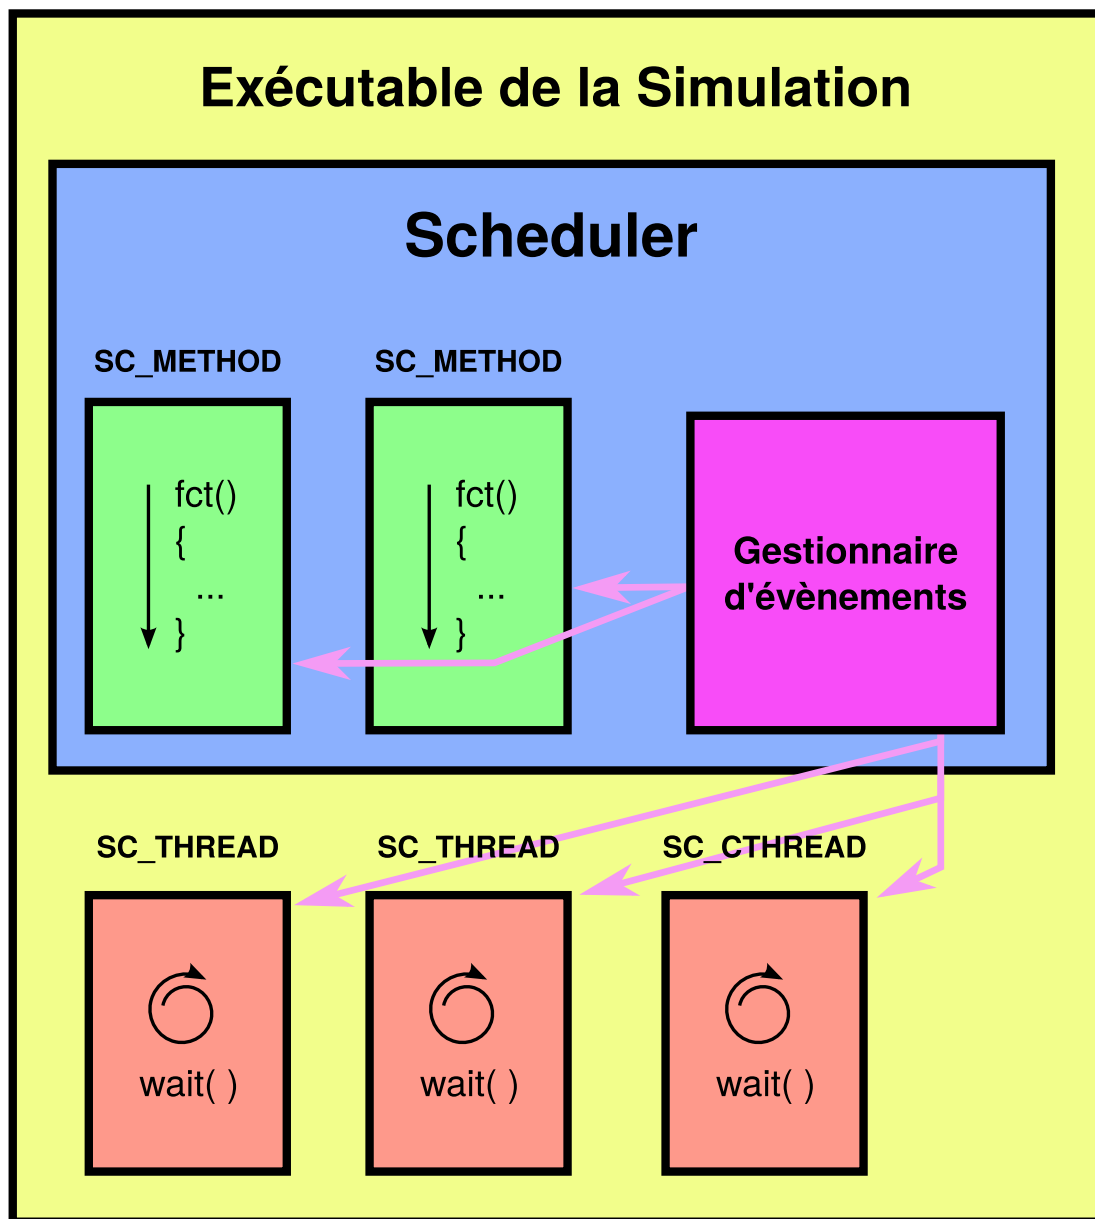 Exécutable de la Simulation
Scheduler
SC_METHOD
SC_METHOD
fct()
{
...
}
fct()
{
...
}
Gestionnaire
d'évènements
SC_THREAD
SC_THREAD
SC_CTHREAD
wait( )
wait( )
wait( )